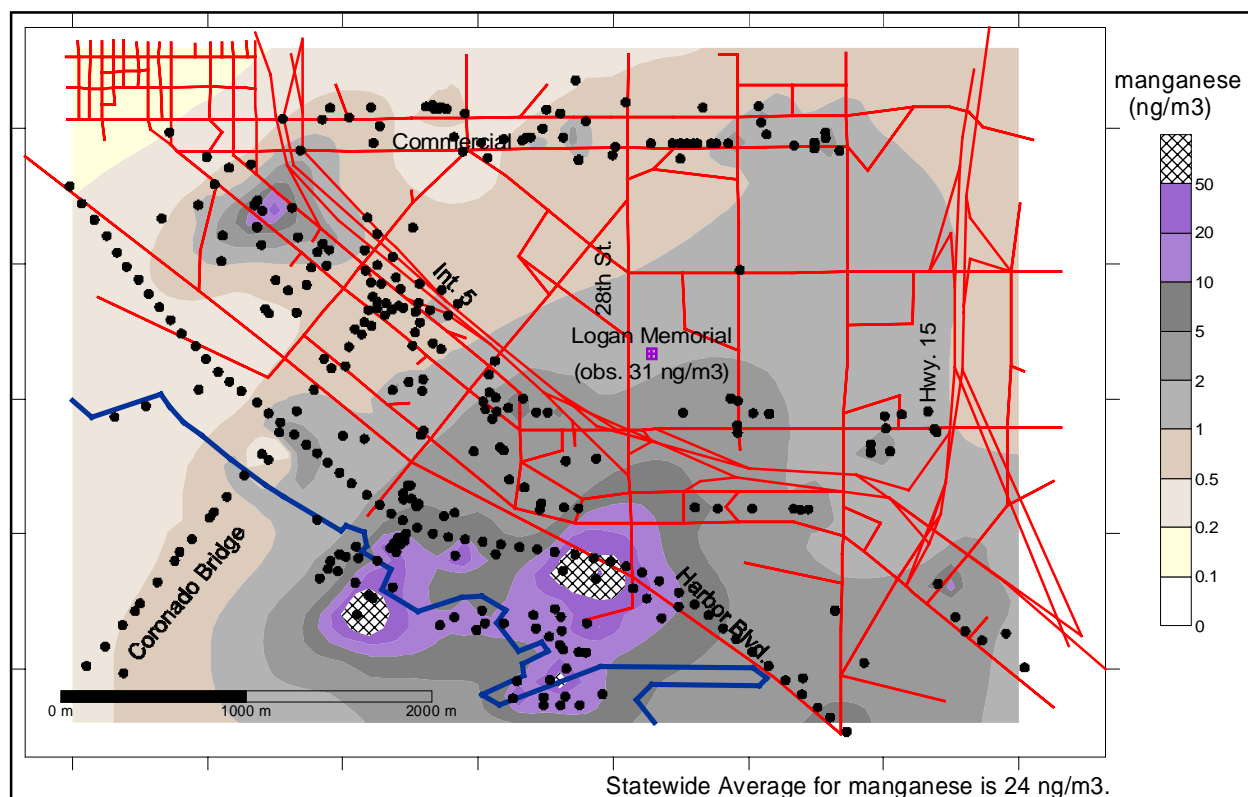 manganese
(ng/m3)
50
20
10
5
2
1
0.5
0.2
0.1
0
Commercial
Int. 5
28th St.
Logan Memorial
(obs. 31 ng/m3)
Hwy. 15
Coronado Bridge
Harbor Blvd.
0 m
1000 m
2000 m
Statewide Average for manganese is 24 ng/m3.